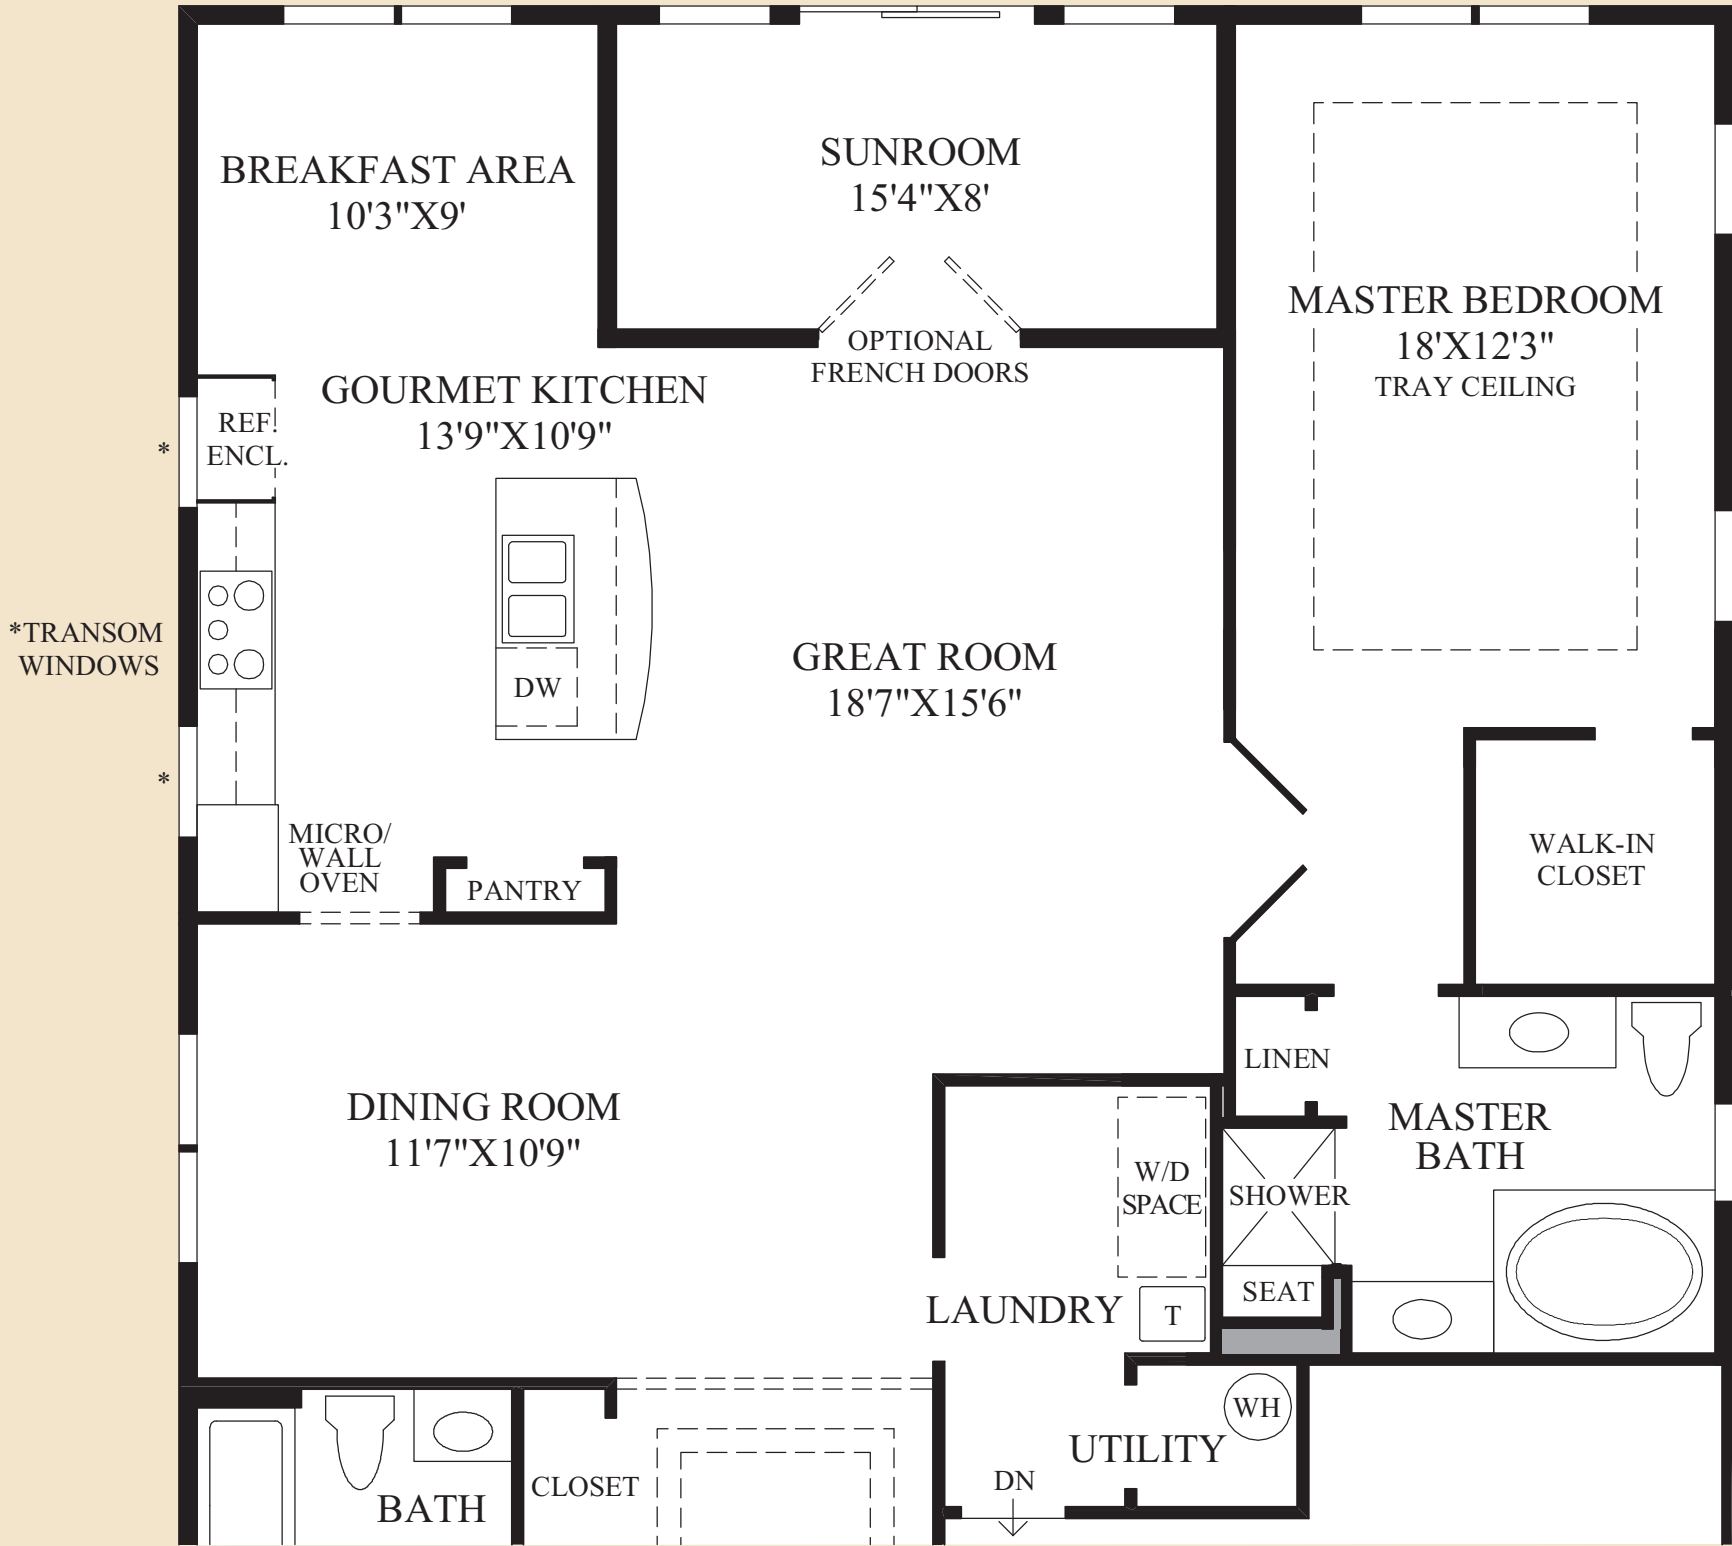 BREAKFAST AREA
10'3"X9'
SUNROOM
15'4"X8'
OPTIONAL
FRENCH DOORS
MASTER BEDROOM
18'X12'3"
TRAY CEILING
GOURMET KITCHEN
13'9"X10'9"
REF.
ENCL.
*
*TRANSOM
WINDOWS
*
DW
GREAT ROOM
18'7"X15'6"
MICRO/
WALL
OVEN
PANTRY
WALK-IN
CLOSET
LINEN
DINING ROOM
11'7"X10'9"
MASTER
BATH
W/D
SPACE
SHOWER
SEAT
LAUNDRY
T
WH
UTILITY
DN
CLOSET
BATH